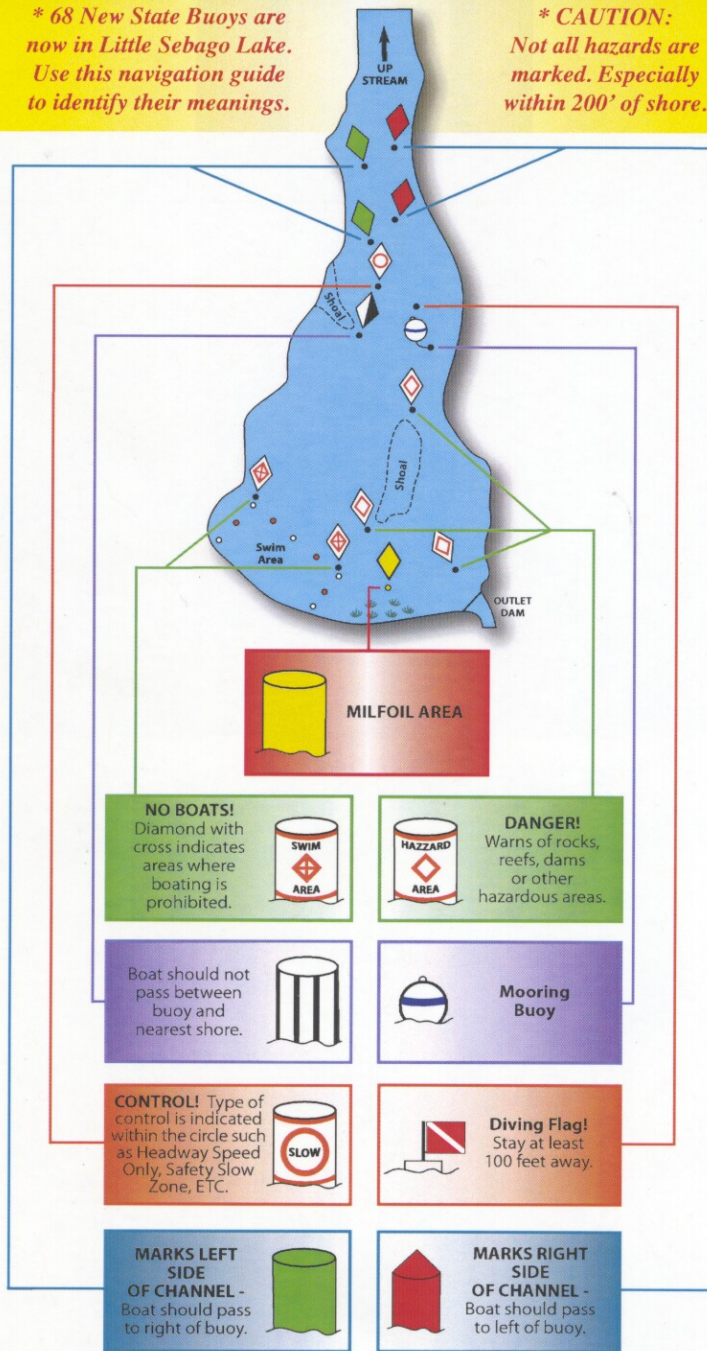 * 68 New State Buoys are
now in Little Sebago Lake.
Use this navigation guide
to identify their meanings.
* CAUTION:
Not all hazards are
marked. Especially
within 200' of shore.
UP
STREAM
Shoal
Shoal
Swim
Area
OUTLET
DAM
MILFOIL AREA
NO BOATS!
Diamond with
cross indicates
areas where
boating is
prohibited.
SWIM
AREA
HAZZARD
AREA
DANGER!
Warns of rocks,
reefs, dams
or other
hazardous areas.
Boat should not
pass between
buoy and
nearest shore.
Mooring
Buoy
CONTROL! Type of
control is indicated
within the circle such
as Headway Speed
Only, Safety Slow
Zone, ETC.
SLOW
Diving Flag!
Stay at least
100 feet away.
MARKS LEFT
SIDE
OF CHANNEL -
Boat should pass
to right of buoy.
MARKS RIGHT
SIDE
OF CHANNEL -
Boat should pass
to left of buoy.